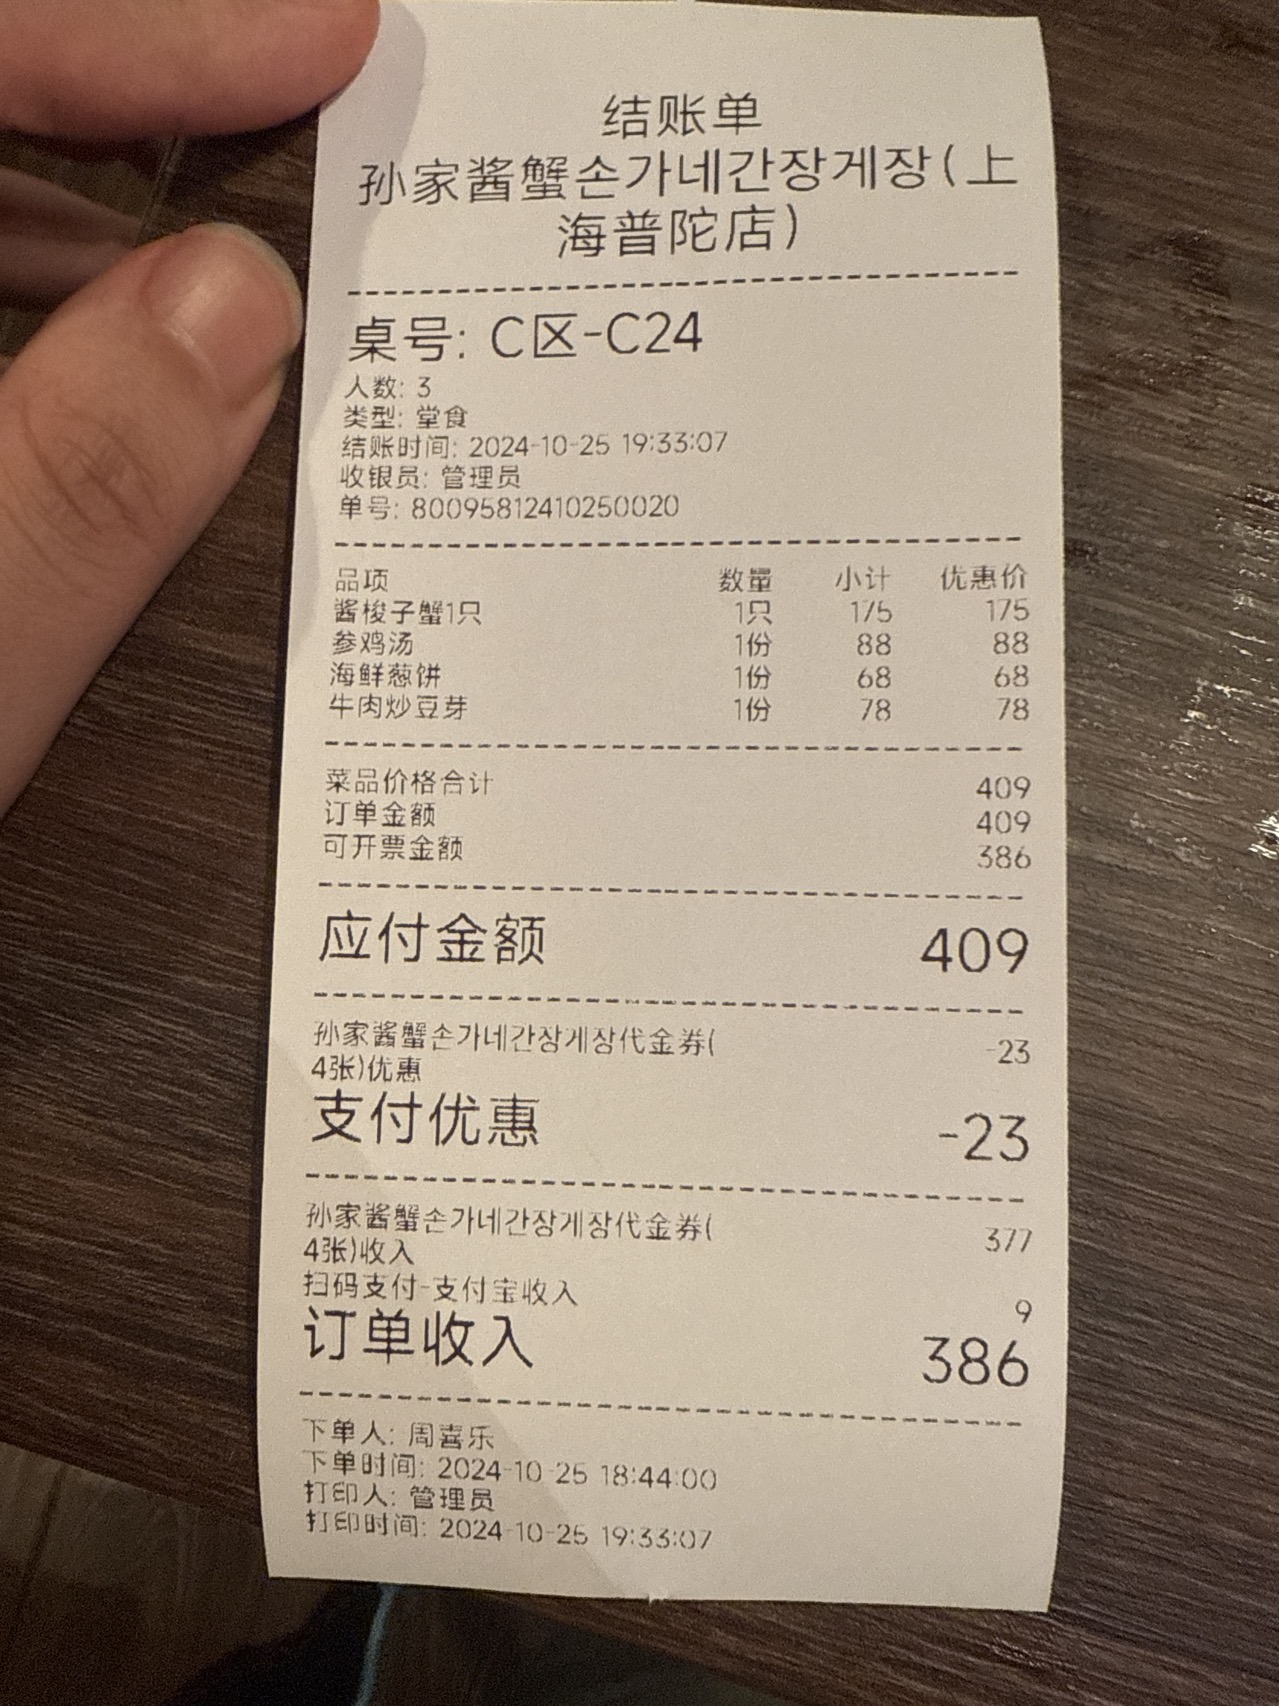 结账单
孙家酱蟹손가네간장게장(上
海普陀店)
桌号: C区-C24
人数: 3
类型: 堂食
结账时间: 2024-10-25 19:33:07
收银员: 管理员
单号: 80095812410250020
品项 数量 小计 优惠价
酱梭子蟹1只 1只 175 175
参鸡汤 1份 88 88
海鲜葱饼 1份 68 68
牛肉炒豆芽 1份 78 78
菜品价格合计 409
订单金额 409
可开票金额 386
应付金额 409
孙家酱蟹손가네간장게장代金券( -23
4张)优惠
支付优惠 -23
孙家酱蟹손가네간장게장代金券( 377
4张)收入
扫码支付-支付宝收入 9
订单收入 386
下单人: 周喜乐
下单时间: 2024-10-25 18:44:00
打印人: 管理员
打印时间: 2024-10-25 19:33:07